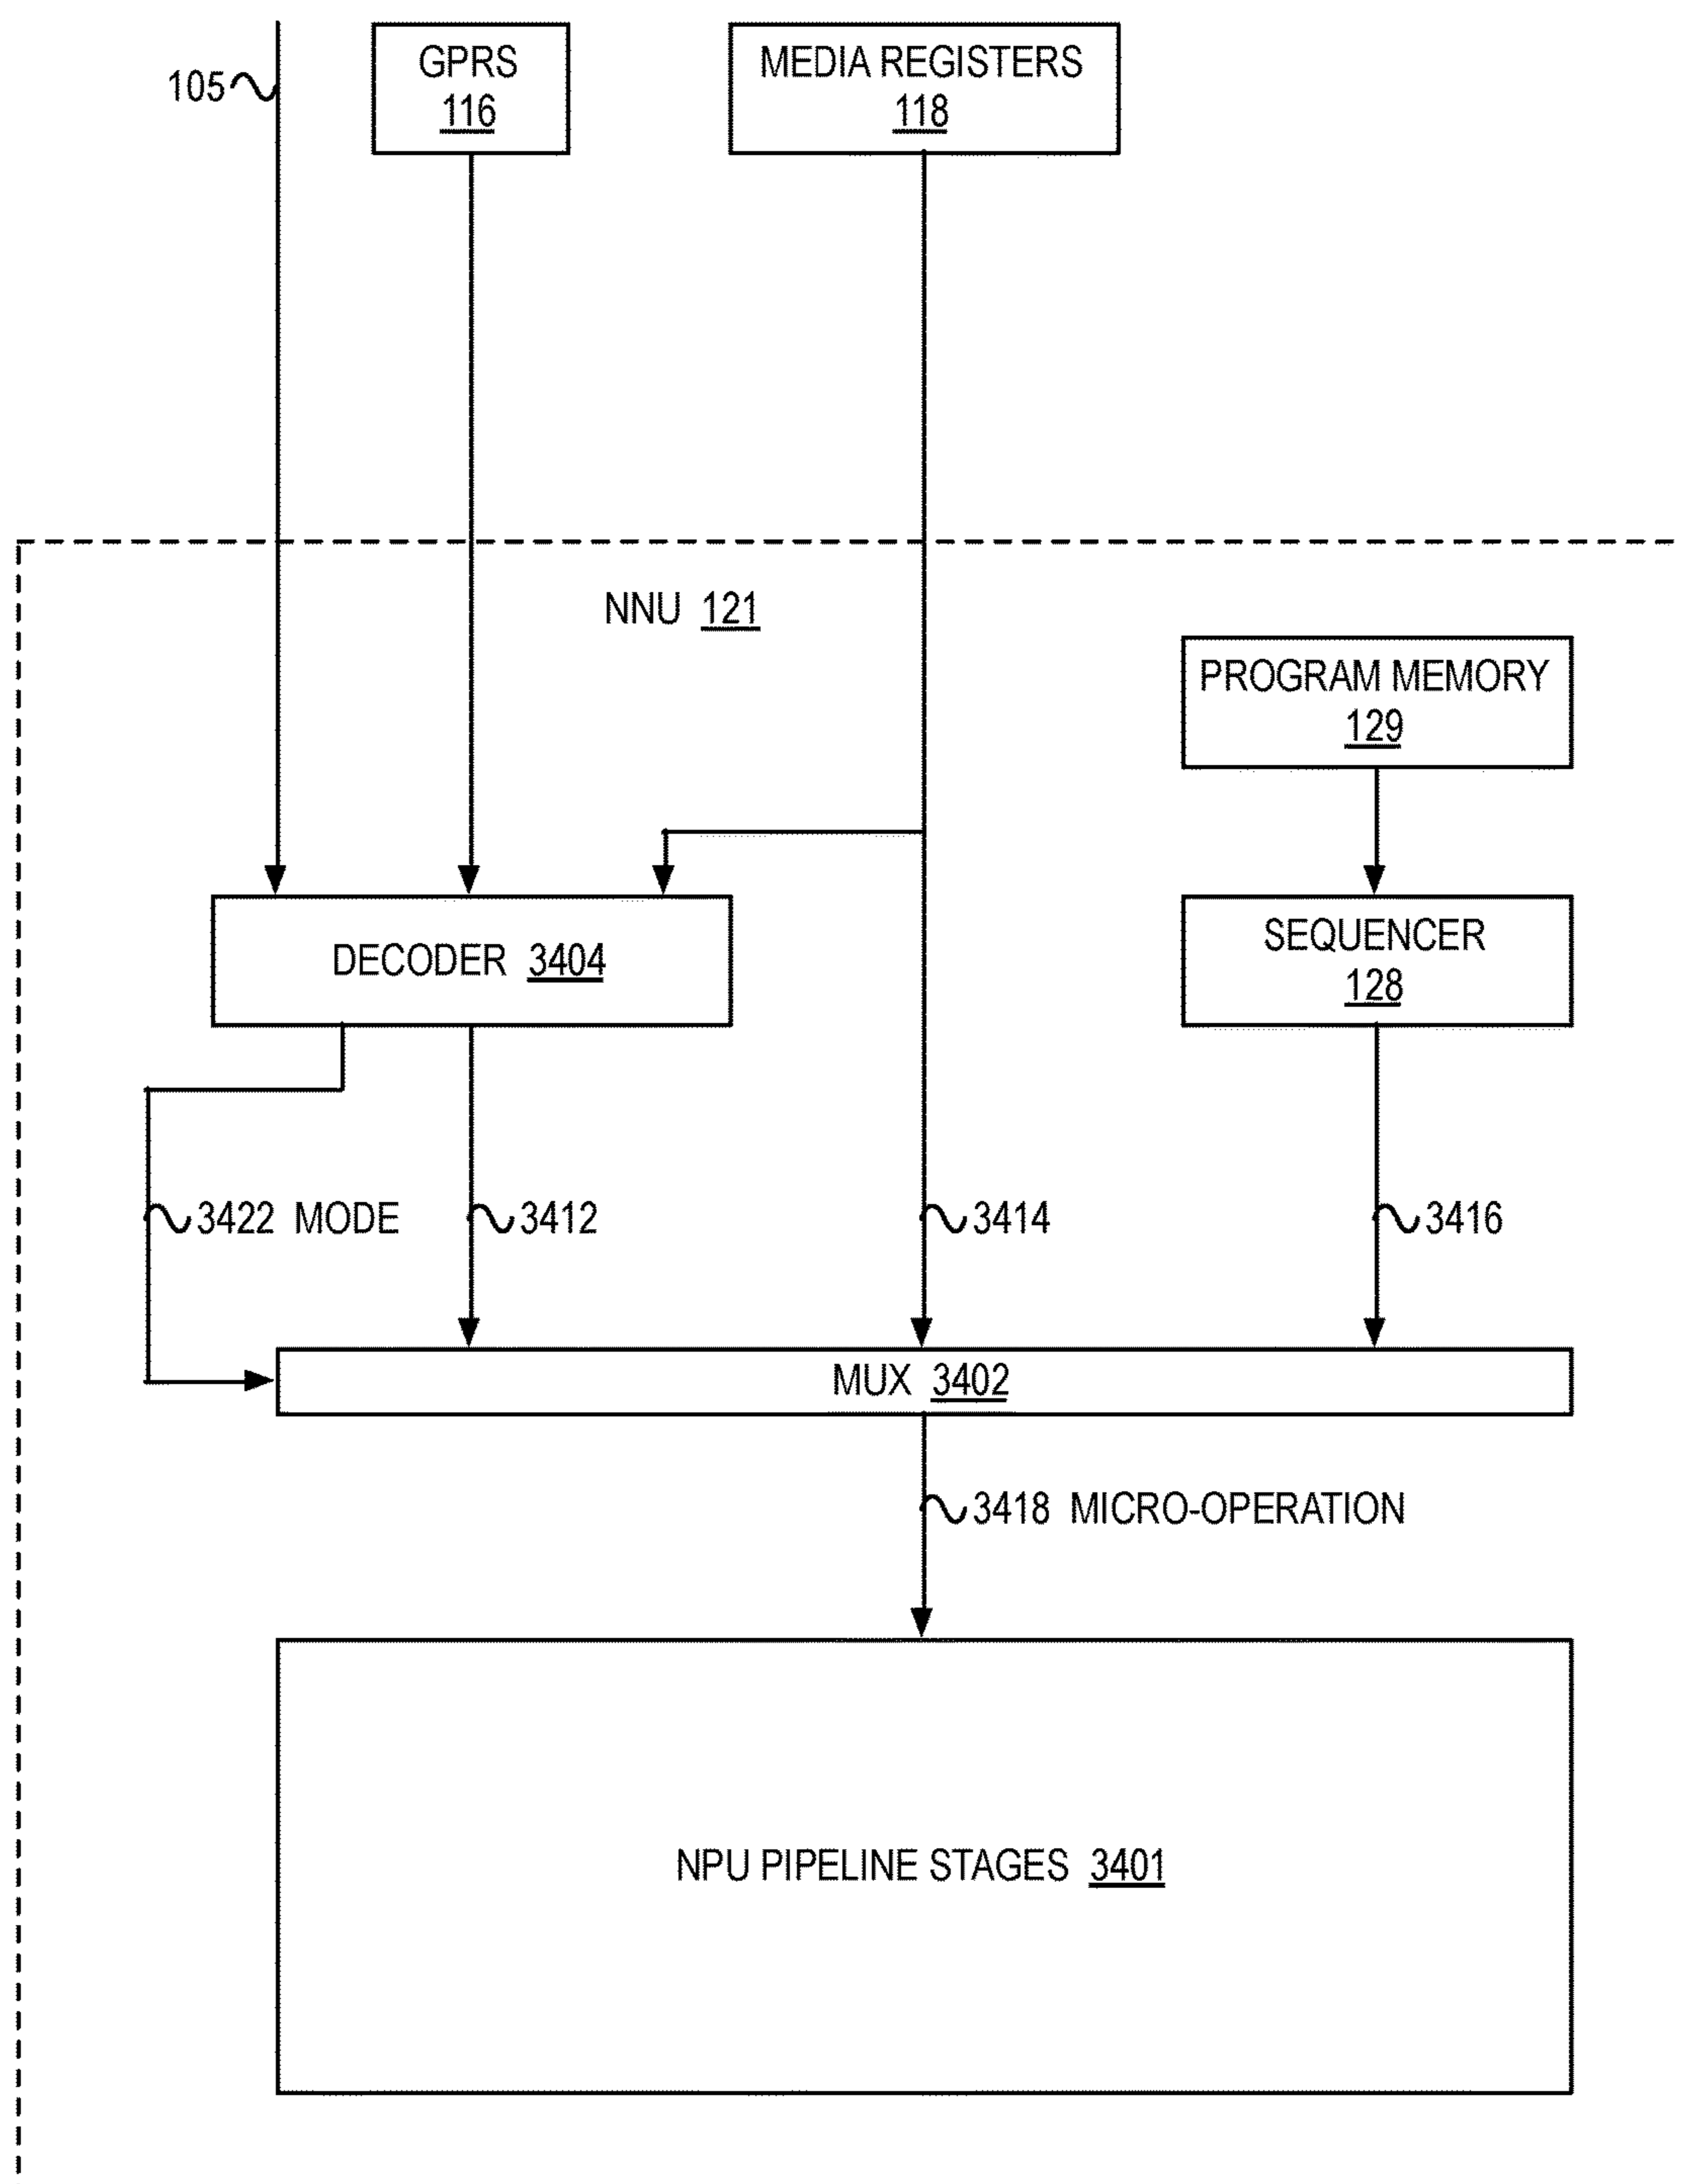 GPRS
116
MEDIA REGISTERS
118
105
NNU 121
PROGRAM MEMORY
129
DECODER 3404
SEQUENCER
128
3422 MODE
3412
3414
3416
MUX 3402
3418 MICRO-OPERATION
NPU PIPELINE STAGES 3401